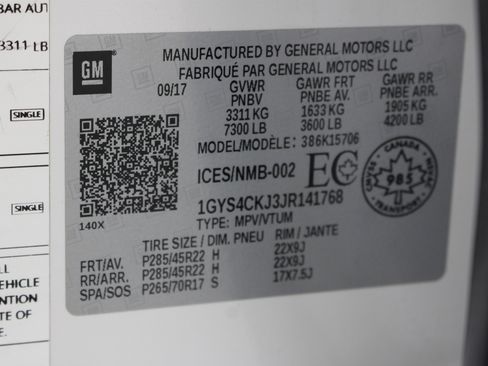 BAR AUT
3311 LB
SINGLE
SINGLE
LL
EHICLE
NTION
TE OF
E.
GM
MANUFACTURED BY GENERAL MOTORS LLC
FABRIQUÉ PAR GENERAL MOTORS LLC
09/17 GVWR GAWR FRT GAWR RR
PNBV PNBE AV. PNBE ARR.
3311 KG 1633 KG 1905 KG
7300 LB 3600 LB 4200 LB
MODEL/MODÈLE: 386K15706
ICES/NMB-002 EC
CANADA
985
TRANSPORT
1GYS4CKJ3JR141768
140X TYPE: MPV/VTUM
TIRE SIZE / DIM. PNEU RIM / JANTE
FRT/AV. P285/45R22 H 22X9J
RR/ARR. P285/45R22 H 22X9J
SPA/SOS P265/70R17 S 17X7.5J